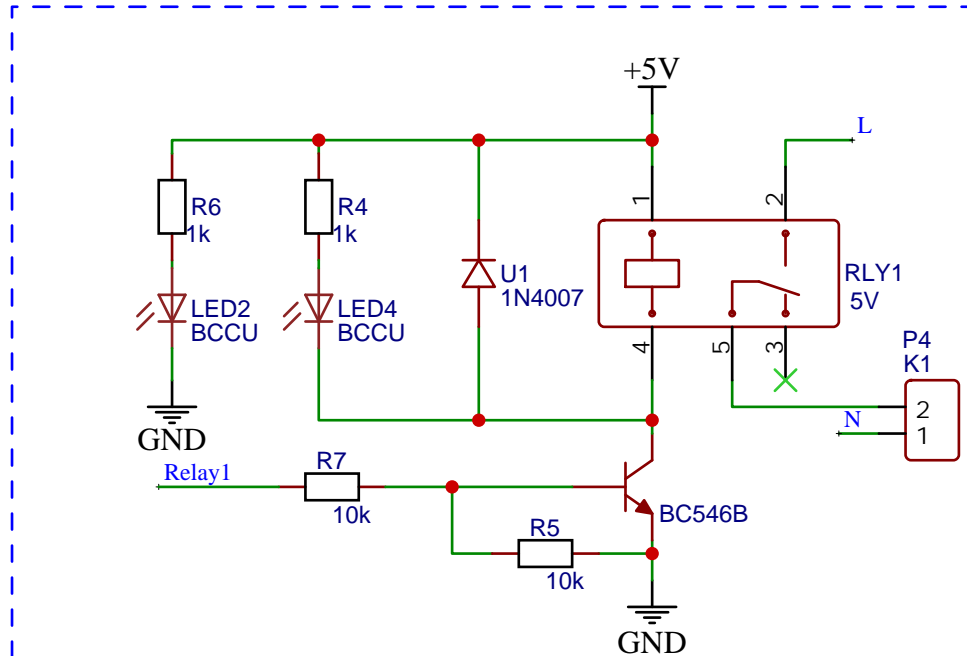 +5V
L
1
2
R6
1k
R4
1k
U1
1N4007
RLY1
5V
LED2
BCCU
LED4
BCCU
4
5
3
P4
K1
2
1
N
GND
Relay1
R7
10k
BC546B
R5
10k
GND